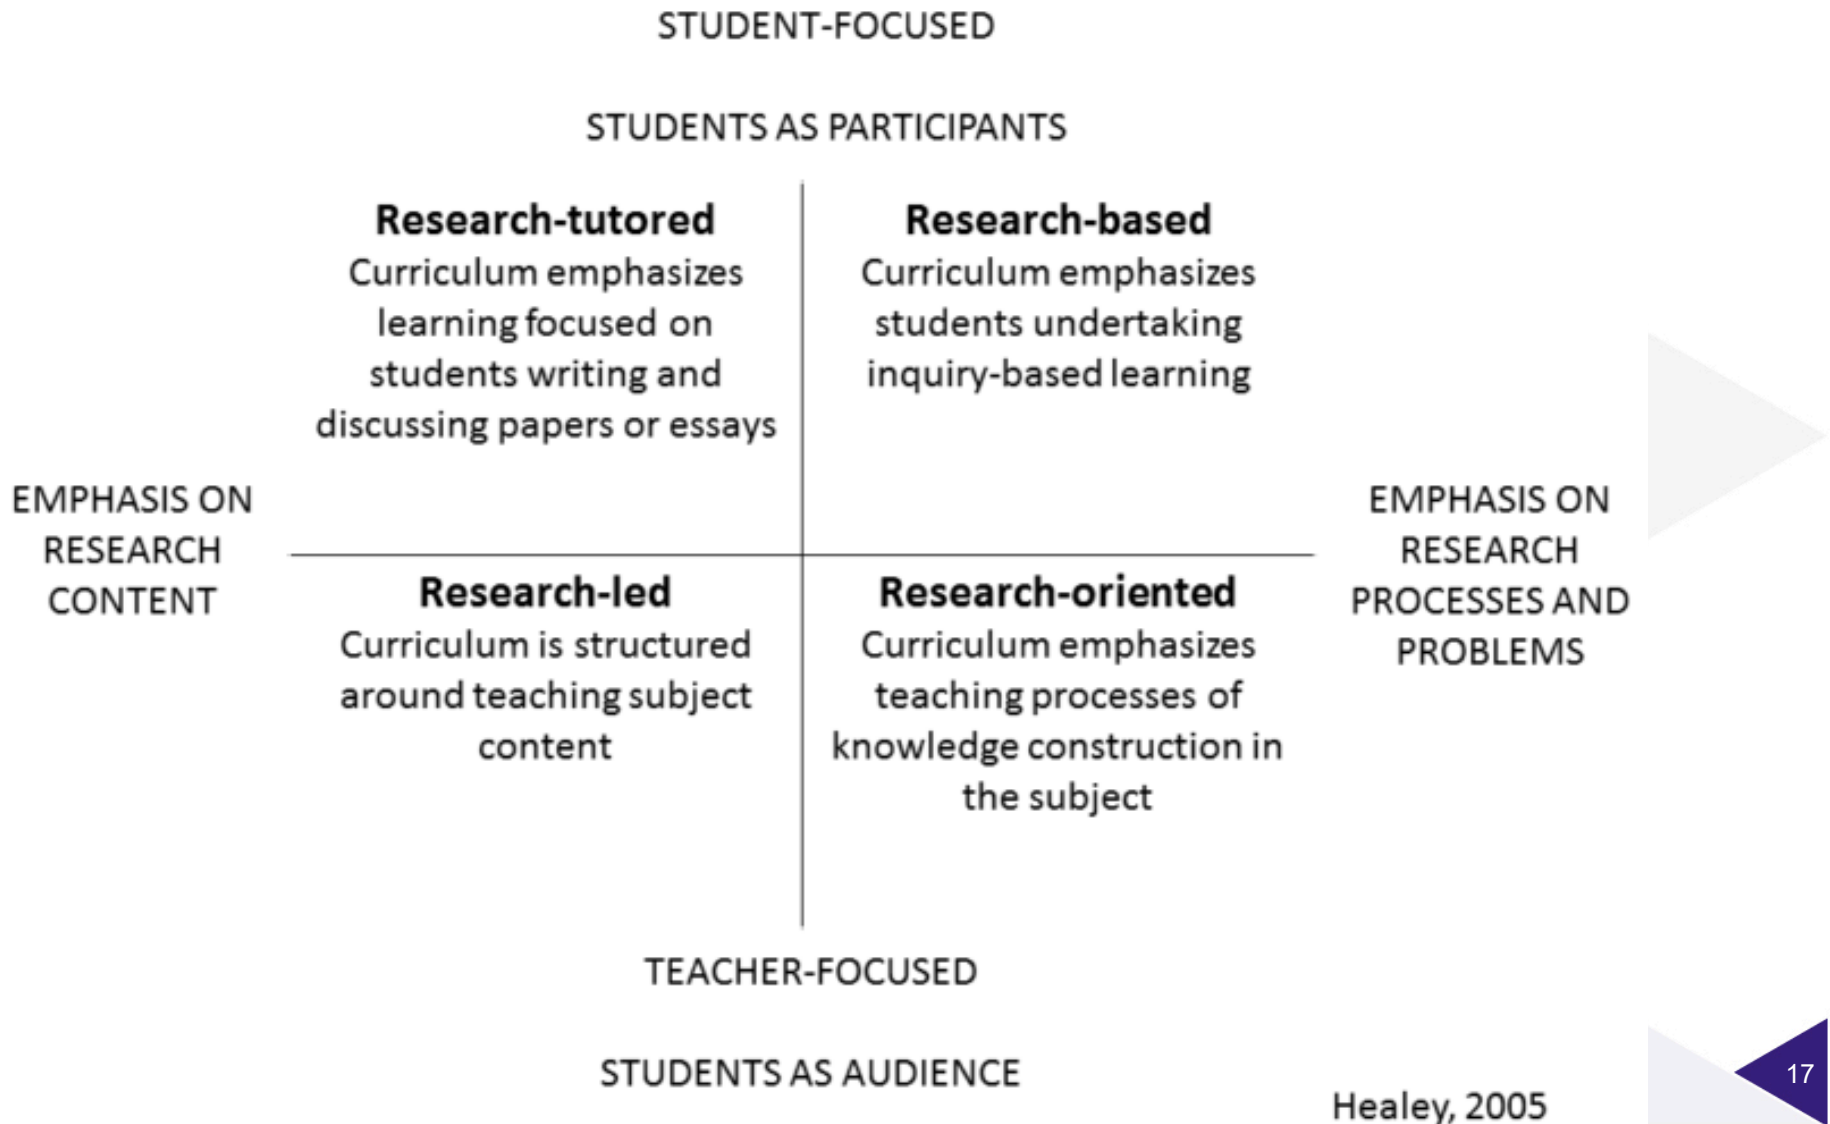 STUDENT-FOCUSED
STUDENTS AS PARTICIPANTS
Research-tutored
Curriculum emphasizes
learning focused on
students writing and
discussing papers or essays
Research-based
Curriculum emphasizes
students undertaking
inquiry-based learning
EMPHASIS ON
RESEARCH
CONTENT
EMPHASIS ON
RESEARCH
PROCESSES AND
PROBLEMS
Research-led
Curriculum is structured
around teaching subject
content
Research-oriented
Curriculum emphasizes
teaching processes of
knowledge construction in
the subject
TEACHER-FOCUSED
STUDENTS AS AUDIENCE
Healey, 2005
17